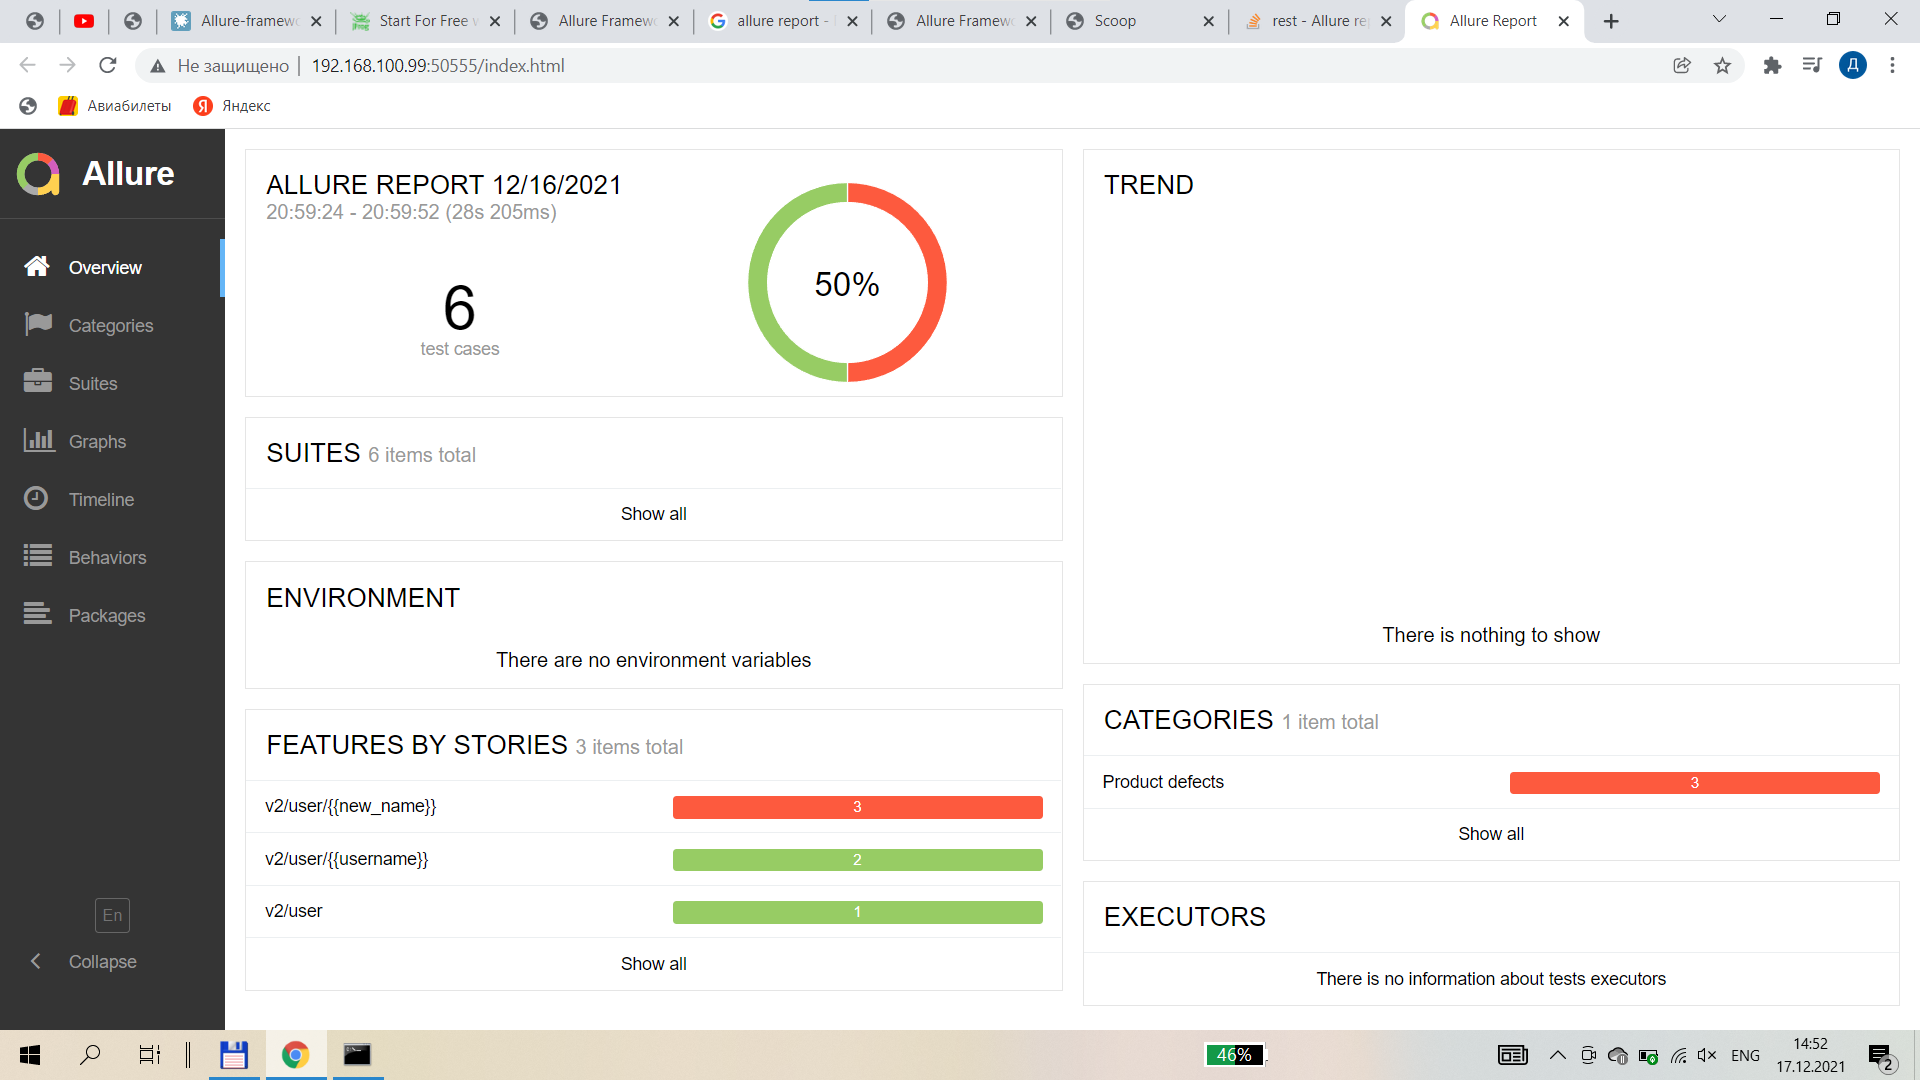 Allure-framewo
Start For Free w
Allure Framewo
allure report -
Allure Framewo
Scoop
rest - Allure re
Allure Report
Не защищено
192.168.100.99:50555/index.html
Д
Авиабилеты
Яндекс
Allure
Overview
Categories
Suites
Graphs
Timeline
Behaviors
Packages
En
Collapse
ALLURE REPORT 12/16/2021
20:59:24 - 20:59:52 (28s 205ms)
6
test cases
50%
SUITES 6 items total
Show all
ENVIRONMENT
There are no environment variables
FEATURES BY STORIES 3 items total
v2/user/{{new_name}} 3
v2/user/{{username}} 2
v2/user 1
Show all
TREND
There is nothing to show
CATEGORIES 1 item total
Product defects 3
Show all
EXECUTORS
There is no information about tests executors
46%
ENG
14:52
17.12.2021
2